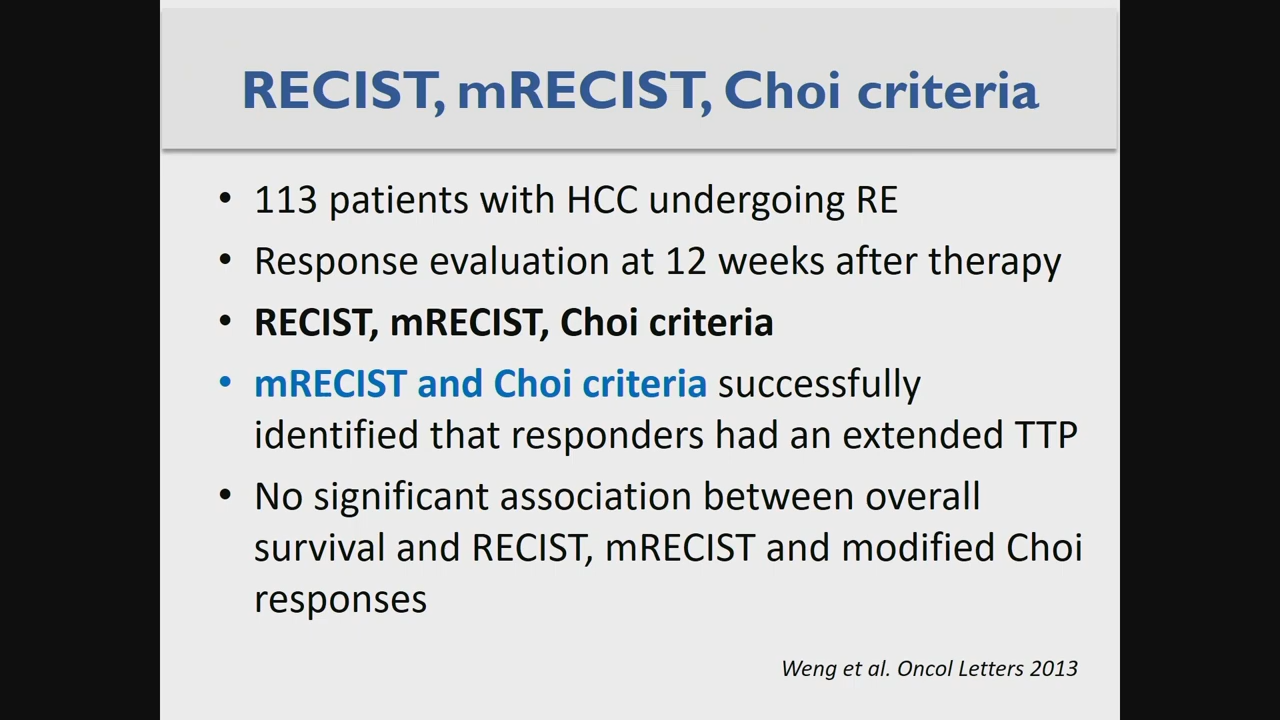 RECIST, mRECIST, Choi criteria
• 113 patients with HCC undergoing RE
• Response evaluation at 12 weeks after therapy
• RECIST, mRECIST, Choi criteria
• mRECIST and Choi criteria successfully
identified that responders had an extended TTP
• No significant association between overall
survival and RECIST, mRECIST and modified Choi
responses
Weng et al. Oncol Letters 2013